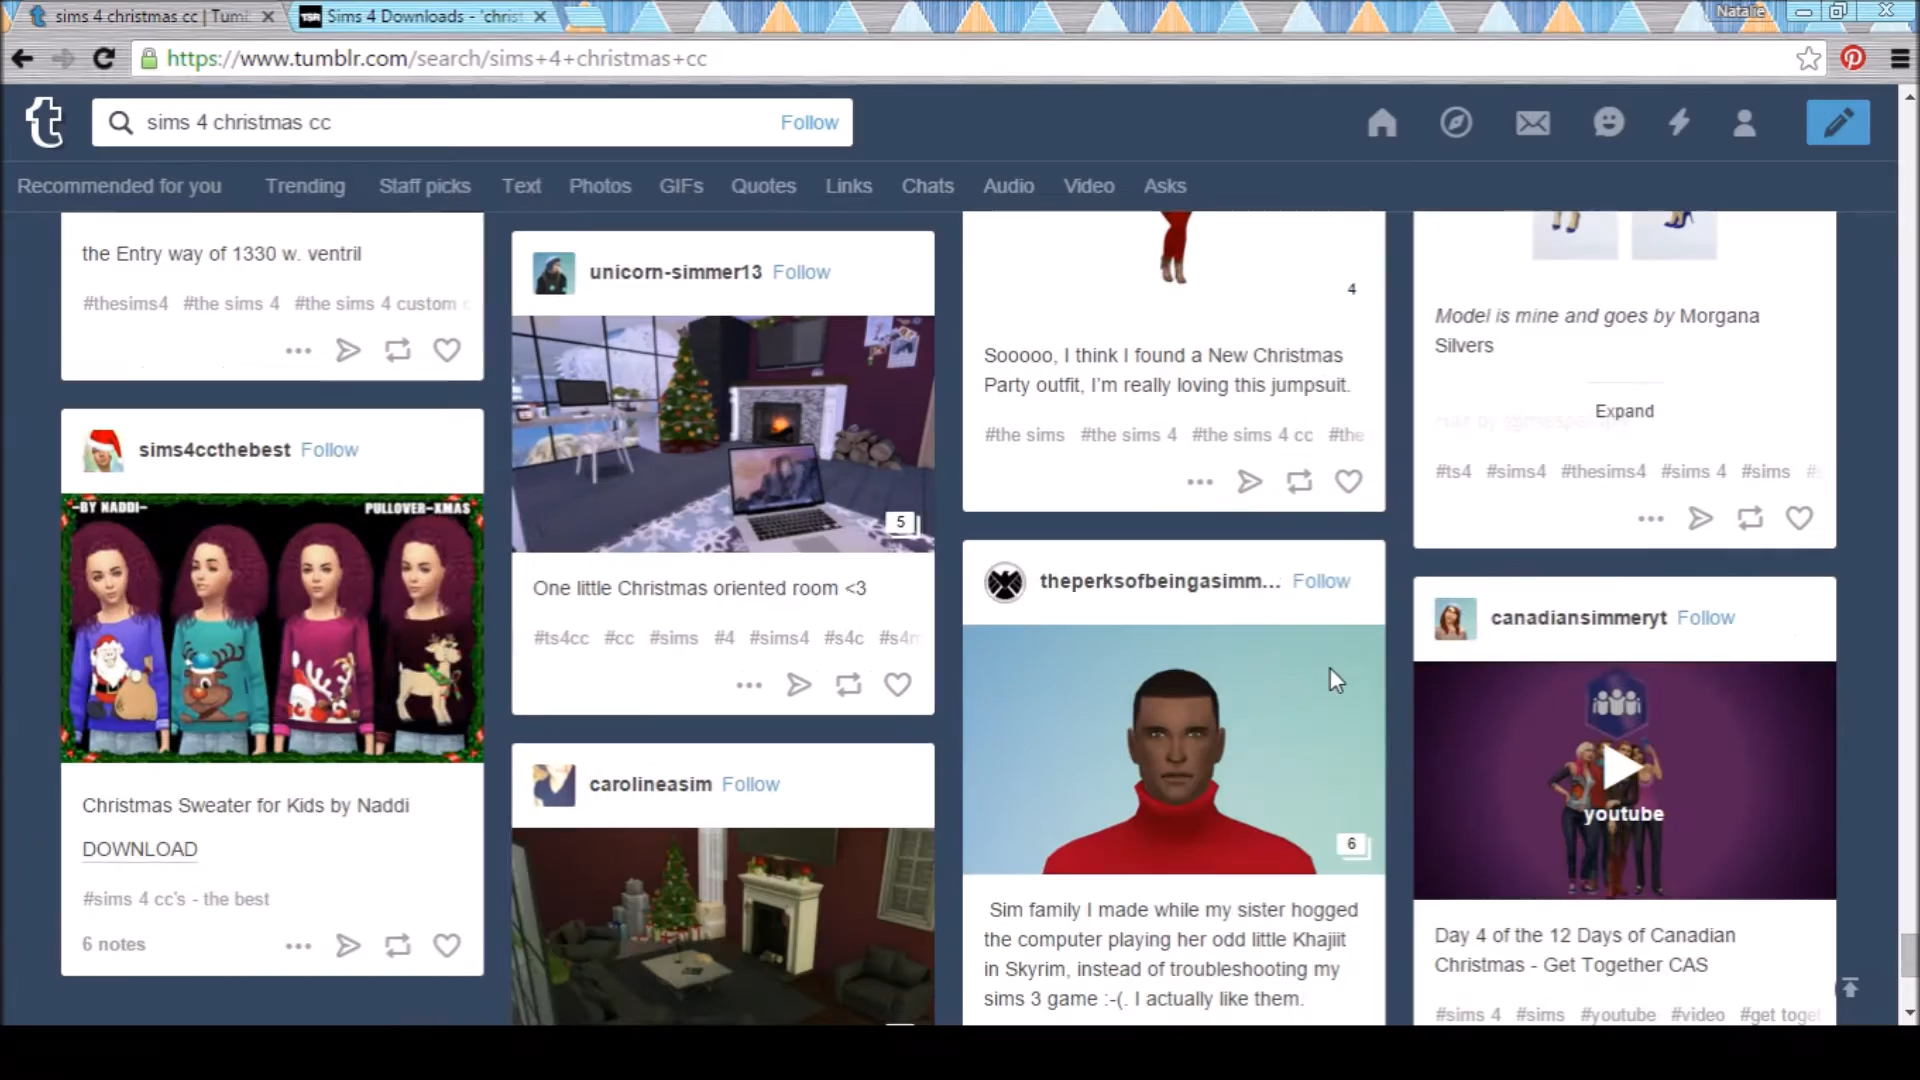 sims 4 christmas cc | Tuml
TSR Sims 4 Downloads - 'christ
Natalie
https://www.tumblr.com/search/sims+4+christmas+cc
t
sims 4 christmas cc
Follow
Recommended for you Trending Staff picks Text Photos GIFs Quotes Links Chats Audio Video Asks
the Entry way of 1330 w. ventril
#thesims4 #the sims 4 #the sims 4 custom c
sims4ccthebest Follow
-BY NADDI- PULLOVER-XMAS
Christmas Sweater for Kids by Naddi
DOWNLOAD
#sims 4 cc's - the best
6 notes
unicorn-simmer13 Follow
5
One little Christmas oriented room <3
#ts4cc #cc #sims #4 #sims4 #s4c #s4m
carolineasim Follow
4
Sooooo, I think I found a New Christmas
Party outfit, I'm really loving this jumpsuit.
#the sims #the sims 4 #the sims 4 cc #the
theperksofbeingasimm... Follow
6
Sim family I made while my sister hogged
the computer playing her odd little Khajiit
in Skyrim, instead of troubleshooting my
sims 3 game :-(. I actually like them.
Model is mine and goes by Morgana
Silvers
Expand
#ts4 #sims4 #thesims4 #sims 4 #sims
canadiansimmeryt Follow
youtube
Day 4 of the 12 Days of Canadian
Christmas - Get Together CAS
#sims 4 #sims #youtube #video #get toget